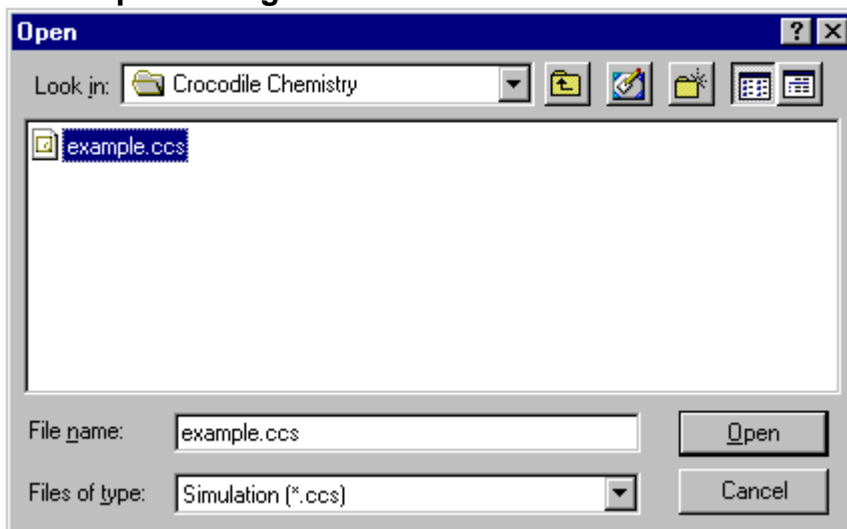 Open
Look in: Crocodile Chemistry
example.ccs
File name: example.ccs Open
Files of type: Simulation (*.ccs) Cancel